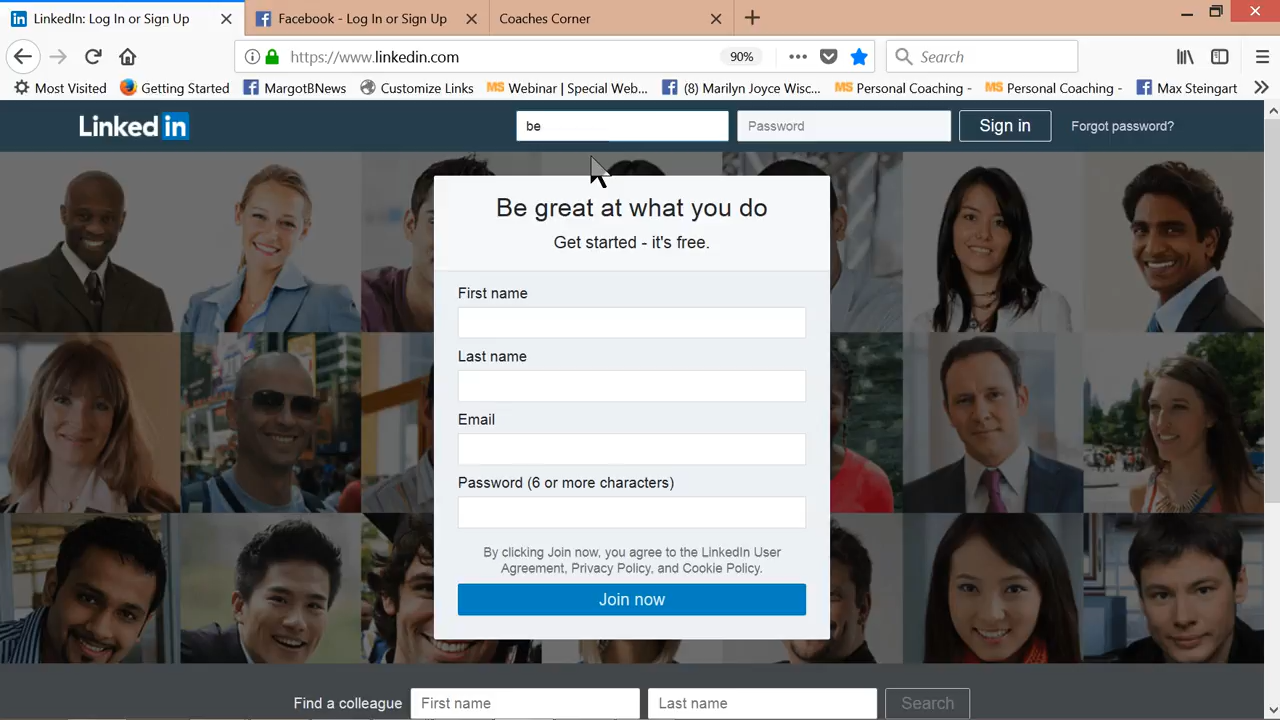 LinkedIn: Log In or Sign Up
Facebook - Log In or Sign Up
Coaches Corner
https://www.linkedin.com
90%
Search
Most Visited
Getting Started
MargotBNews
Customize Links
MS Webinar | Special Web...
(8) Marilyn Joyce Wisc...
MS Personal Coaching -
MS Personal Coaching -
Max Steingart
Linked in
be
Password
Sign in
Forgot password?
Be great at what you do
Get started - it's free.
First name
Last name
Email
Password (6 or more characters)
By clicking Join now, you agree to the LinkedIn User
Agreement, Privacy Policy, and Cookie Policy.
Join now
Find a colleague
First name
Last name
Search